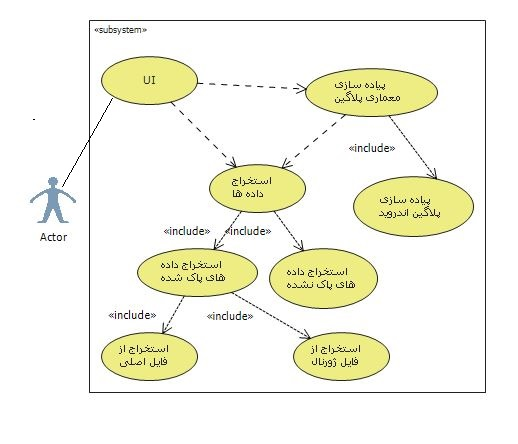 «subsystem»
UI
پیاده سازی
معماری پلاگین
«include»
استخراج
داده ها
پیاده سازی
پلاگین اندروید
Actor
«include»
«include»
استخراج داده
های پاک شده
استخراج داده
های پاک نشده
«include»
«include»
استخراج از
فایل اصلی
استخراج از
فایل ژورنال